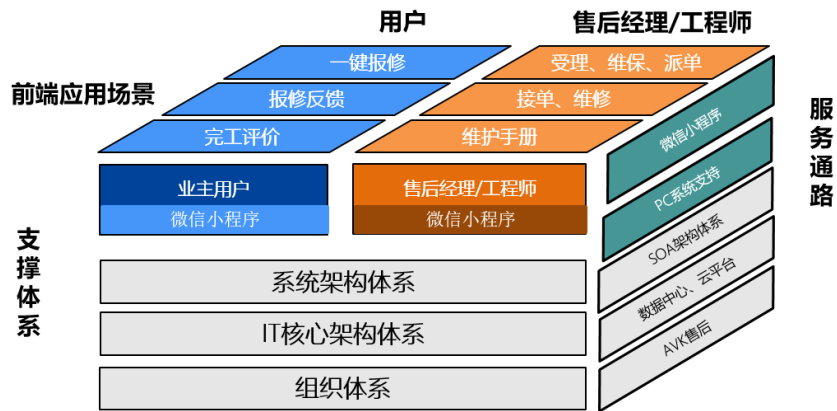 用户
售后经理/工程师
前端应用场景
一键报修
受理、维保、派单
报修反馈
接单、维修
完工评价
维护手册
服务通路
微信小程序
PC系统支持
SOA架构体系
数据中心、云平台
AVK售后
业主用户
微信小程序
售后经理/工程师
微信小程序
支撑体系
系统架构体系
IT核心架构体系
组织体系